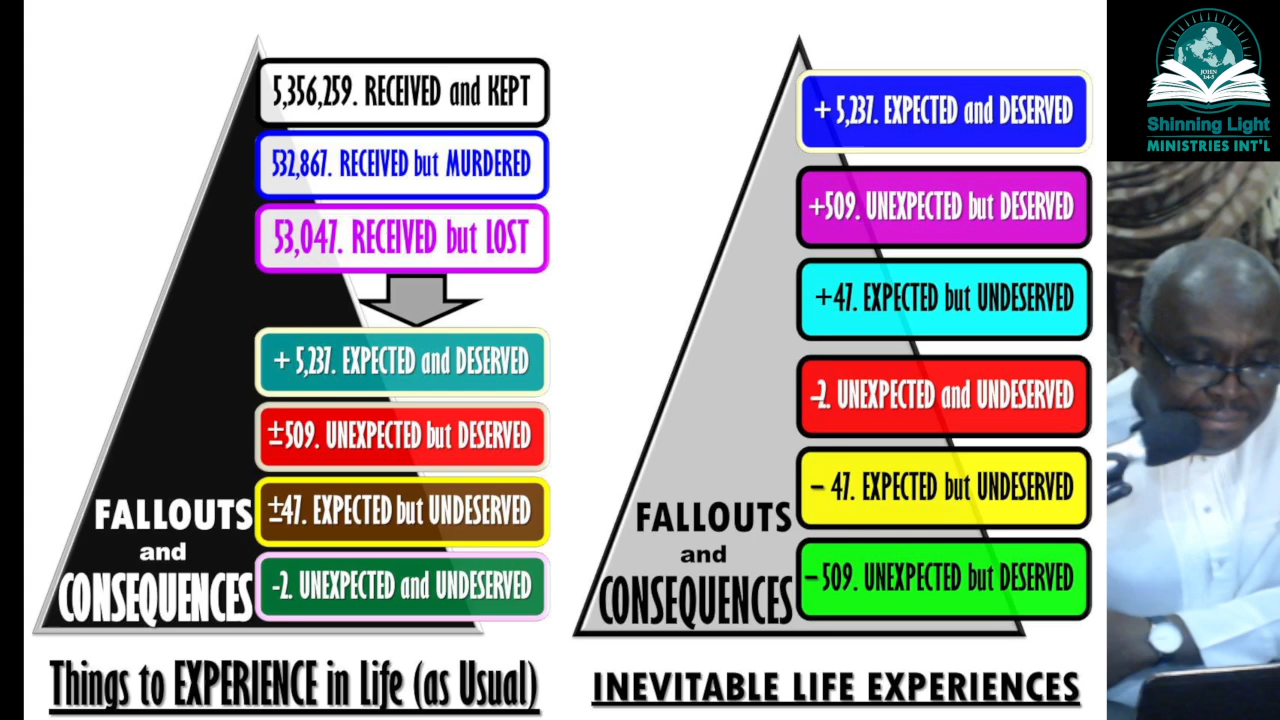 5,356,259. RECEIVED and KEPT
532,867. RECEIVED but MURDERED
53,047. RECEIVED but LOST
+ 5,237. EXPECTED and DESERVED
±509. UNEXPECTED but DESERVED
±47. EXPECTED but UNDESERVED
-2. UNEXPECTED and UNDESERVED
FALLOUTS
and
CONSEQUENCES
Things to EXPERIENCE in Life (as Usual)
+ 5,237. EXPECTED and DESERVED
+509. UNEXPECTED but DESERVED
+47. EXPECTED but UNDESERVED
-2. UNEXPECTED and UNDESERVED
– 47. EXPECTED but UNDESERVED
– 509. UNEXPECTED but DESERVED
FALLOUTS
and
CONSEQUENCES
INEVITABLE LIFE EXPERIENCES
JOHN
1:4-5
Shinning Light
MINISTRIES INT'L